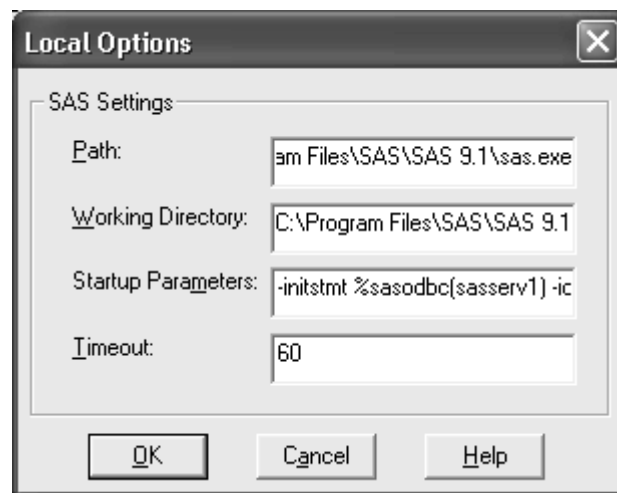 Local Options
SAS Settings
Path:
am Files\SAS\SAS 9.1\sas.exe
Working Directory:
C:\Program Files\SAS\SAS 9.1
Startup Parameters:
-initstmt %sasodbc(sasserv1) -ic
Timeout:
60
OK
Cancel
Help